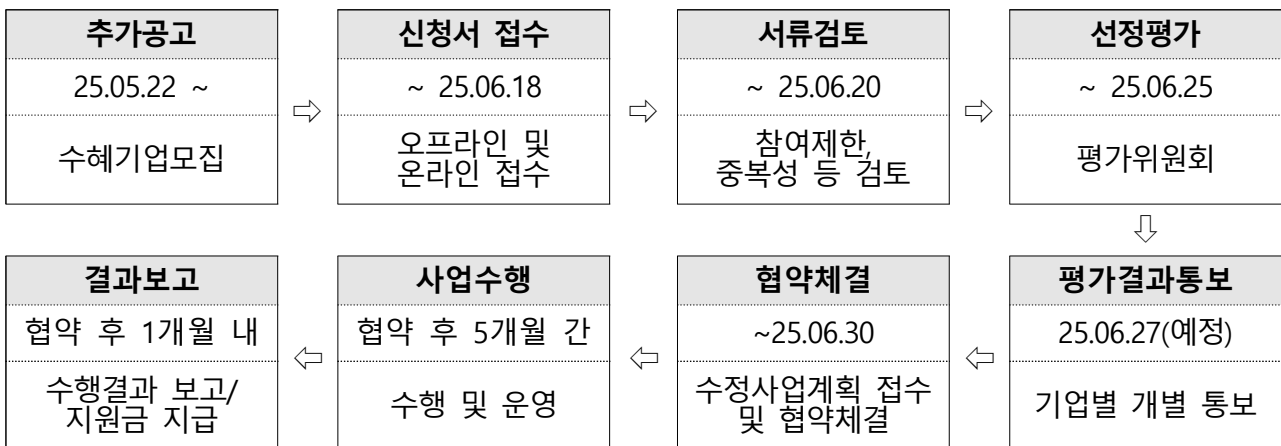 추가공고
25.05.22 ~
수혜기업모집
⇨
신청서 접수
~ 25.06.18
오프라인 및
온라인 접수
⇨
서류검토
~ 25.06.20
참여제한,
중복성 등 검토
⇨
선정평가
~ 25.06.25
평가위원회
⇩
평가결과통보
25.06.27(예정)
기업별 개별 통보
⇦
협약체결
~25.06.30
수정사업계획 접수
및 협약체결
⇦
사업수행
협약 후 5개월 간
수행 및 운영
⇦
결과보고
협약 후 1개월 내
수행결과 보고/
지원금 지급